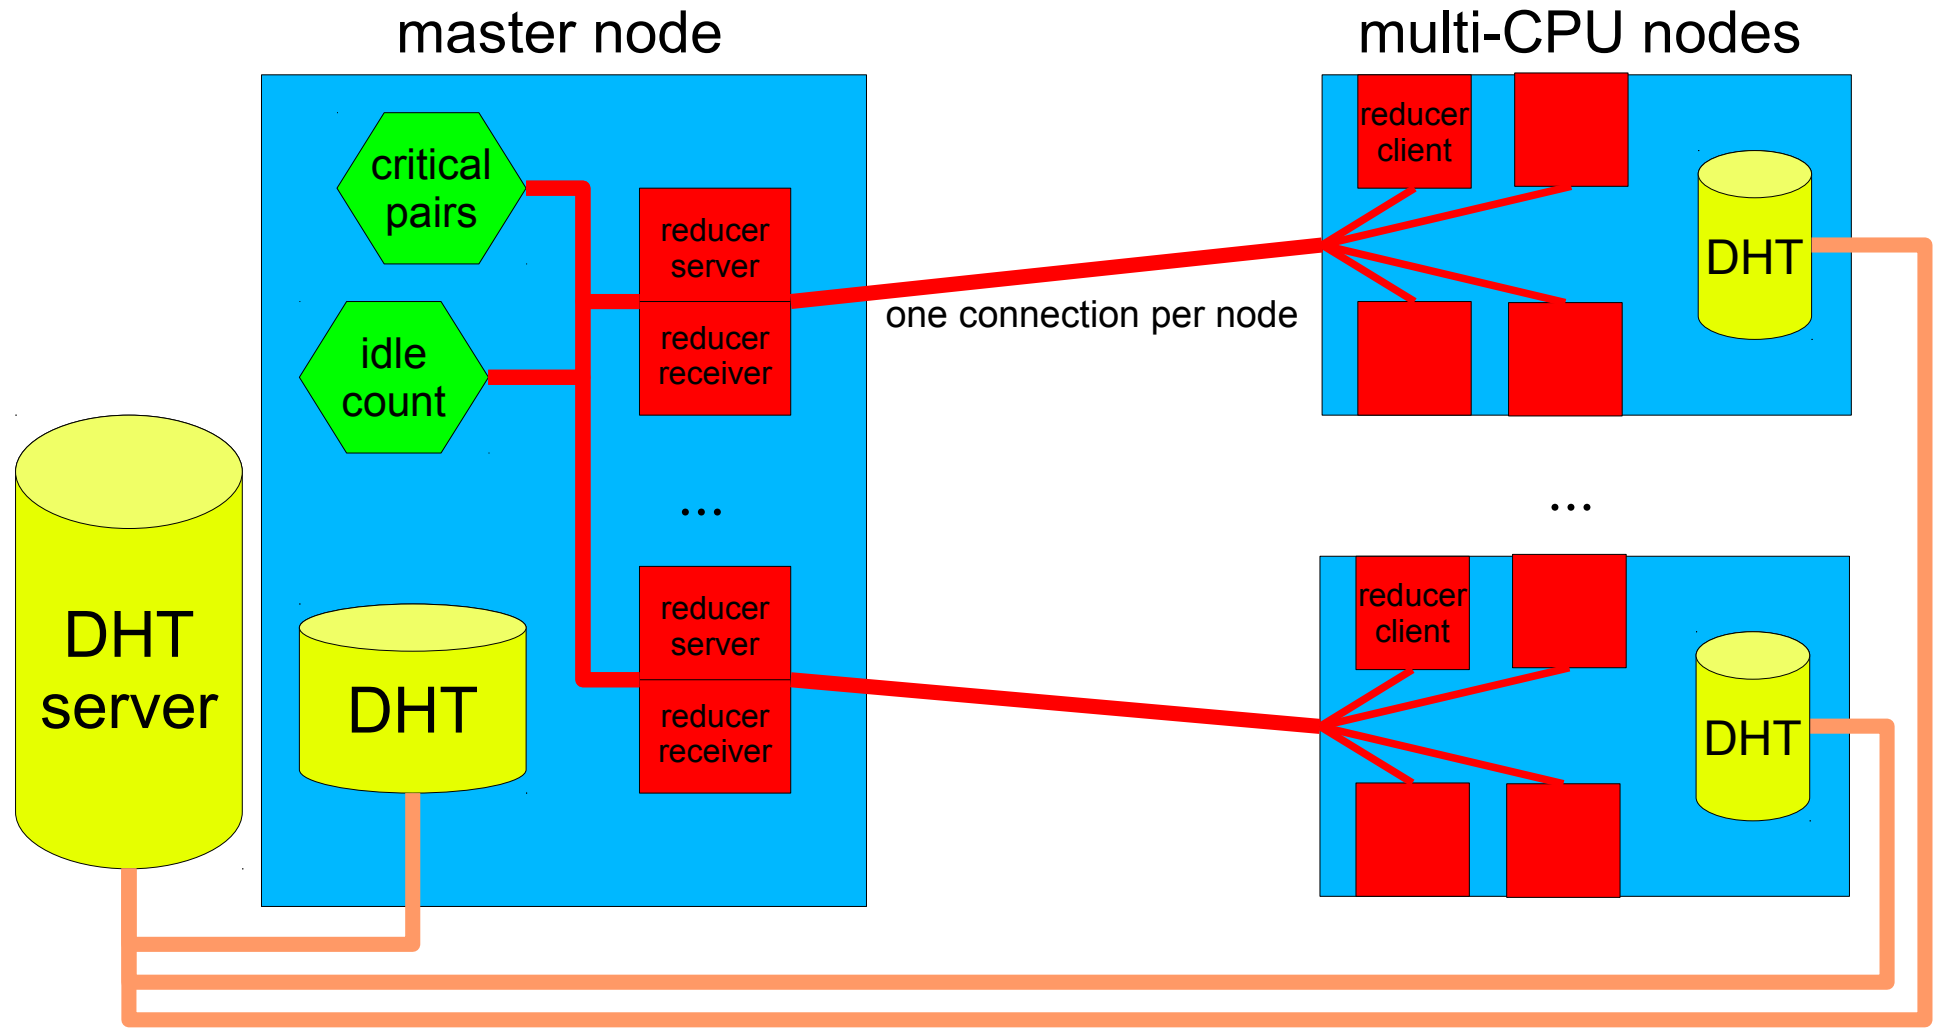 master node
multi-CPU nodes
critical
pairs
idle
count
reducer
server
reducer
receiver
...
reducer
server
reducer
receiver
DHT
server
DHT
one connection per node
reducer
client
DHT
...
reducer
client
DHT